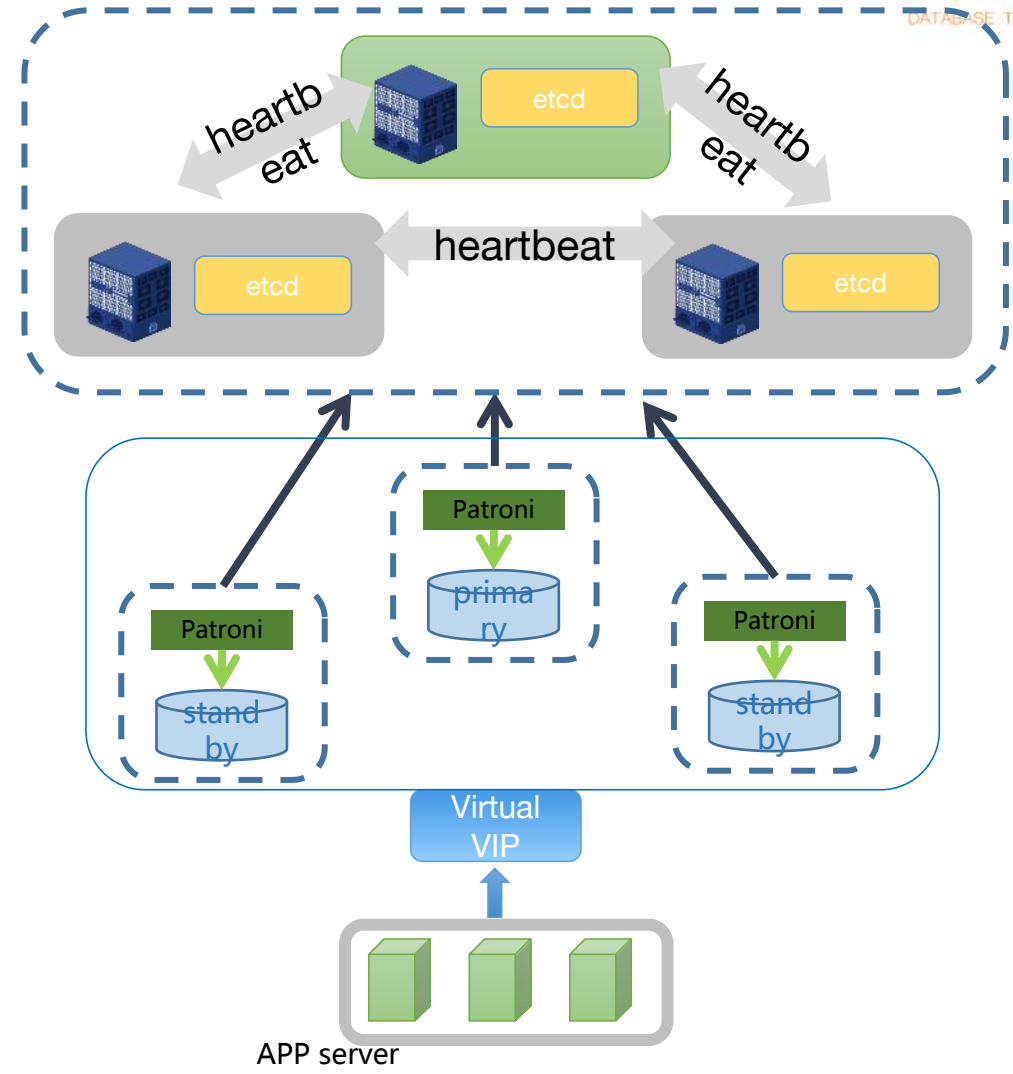 DATABASE T
etcd
heartb
eat
heartb
eat
heartbeat
etcd
etcd
Patroni
prima
ry
Patroni
stand
by
Patroni
stand
by
Virtual
VIP
APP server